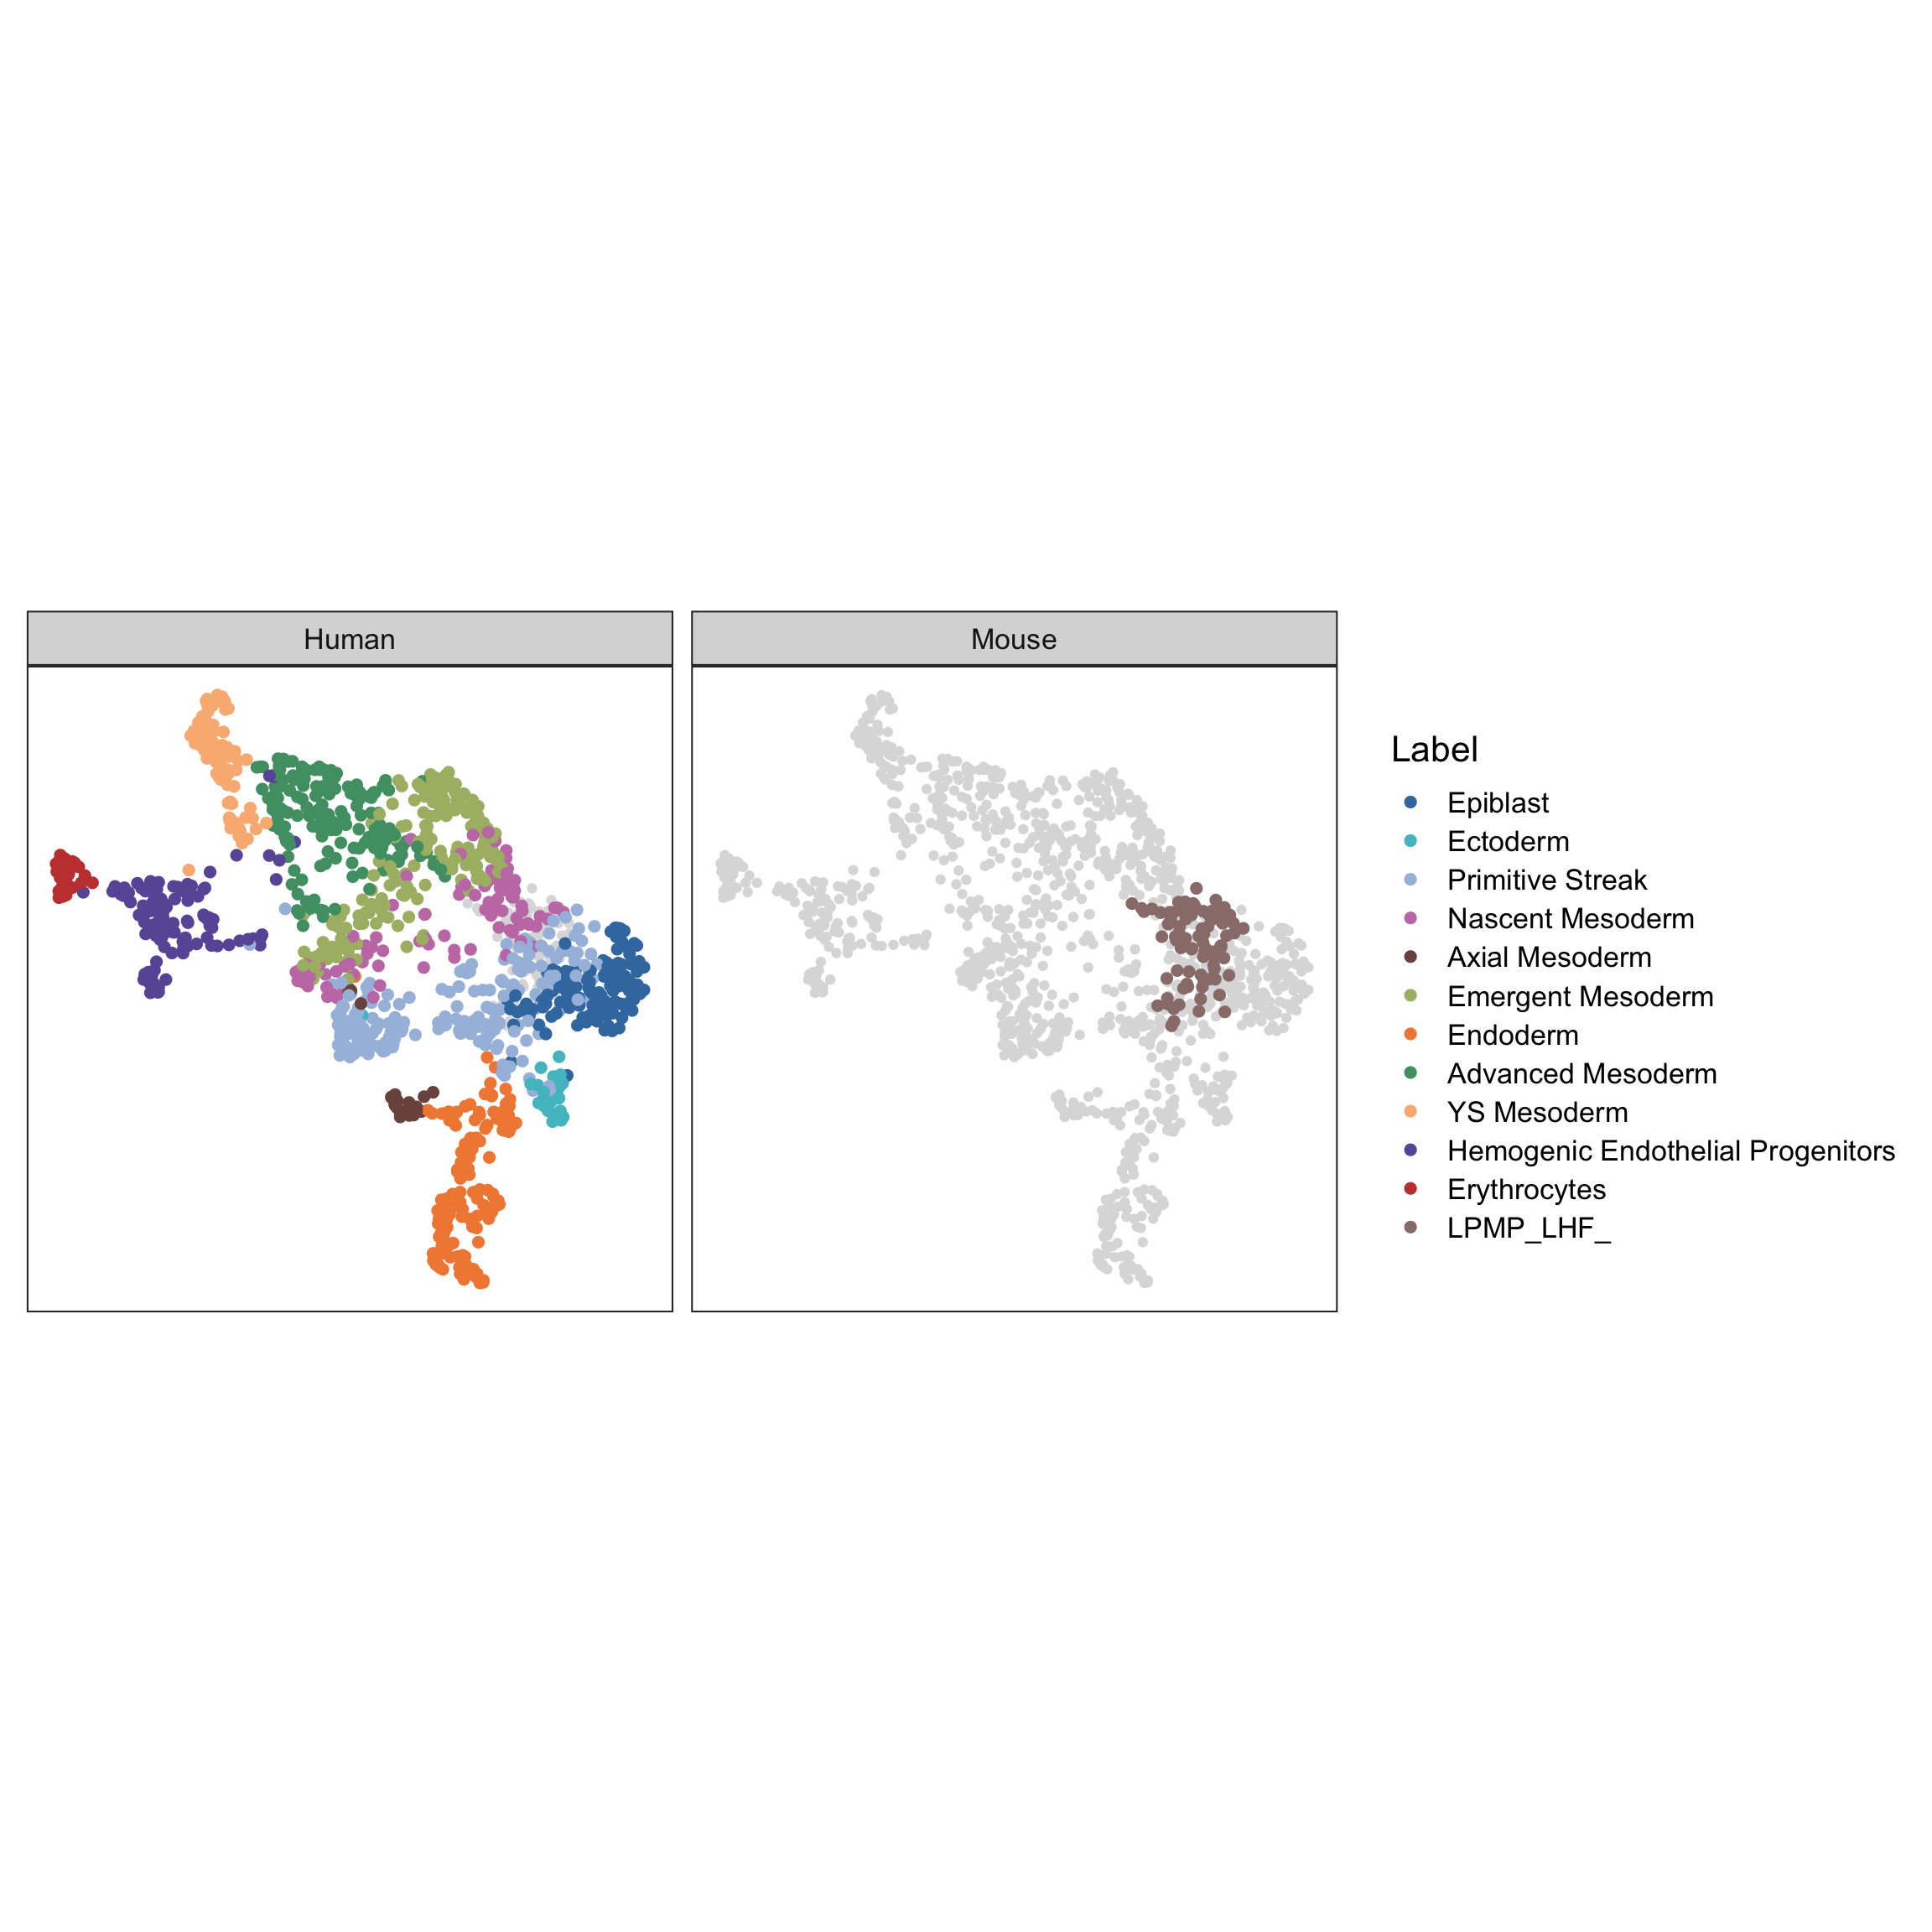 Human
Mouse
Label
Epiblast
Ectoderm
Primitive Streak
Nascent Mesoderm
Axial Mesoderm
Emergent Mesoderm
Endoderm
Advanced Mesoderm
YS Mesoderm
Hemogenic Endothelial Progenitors
Erythrocytes
LPMP_LHF_